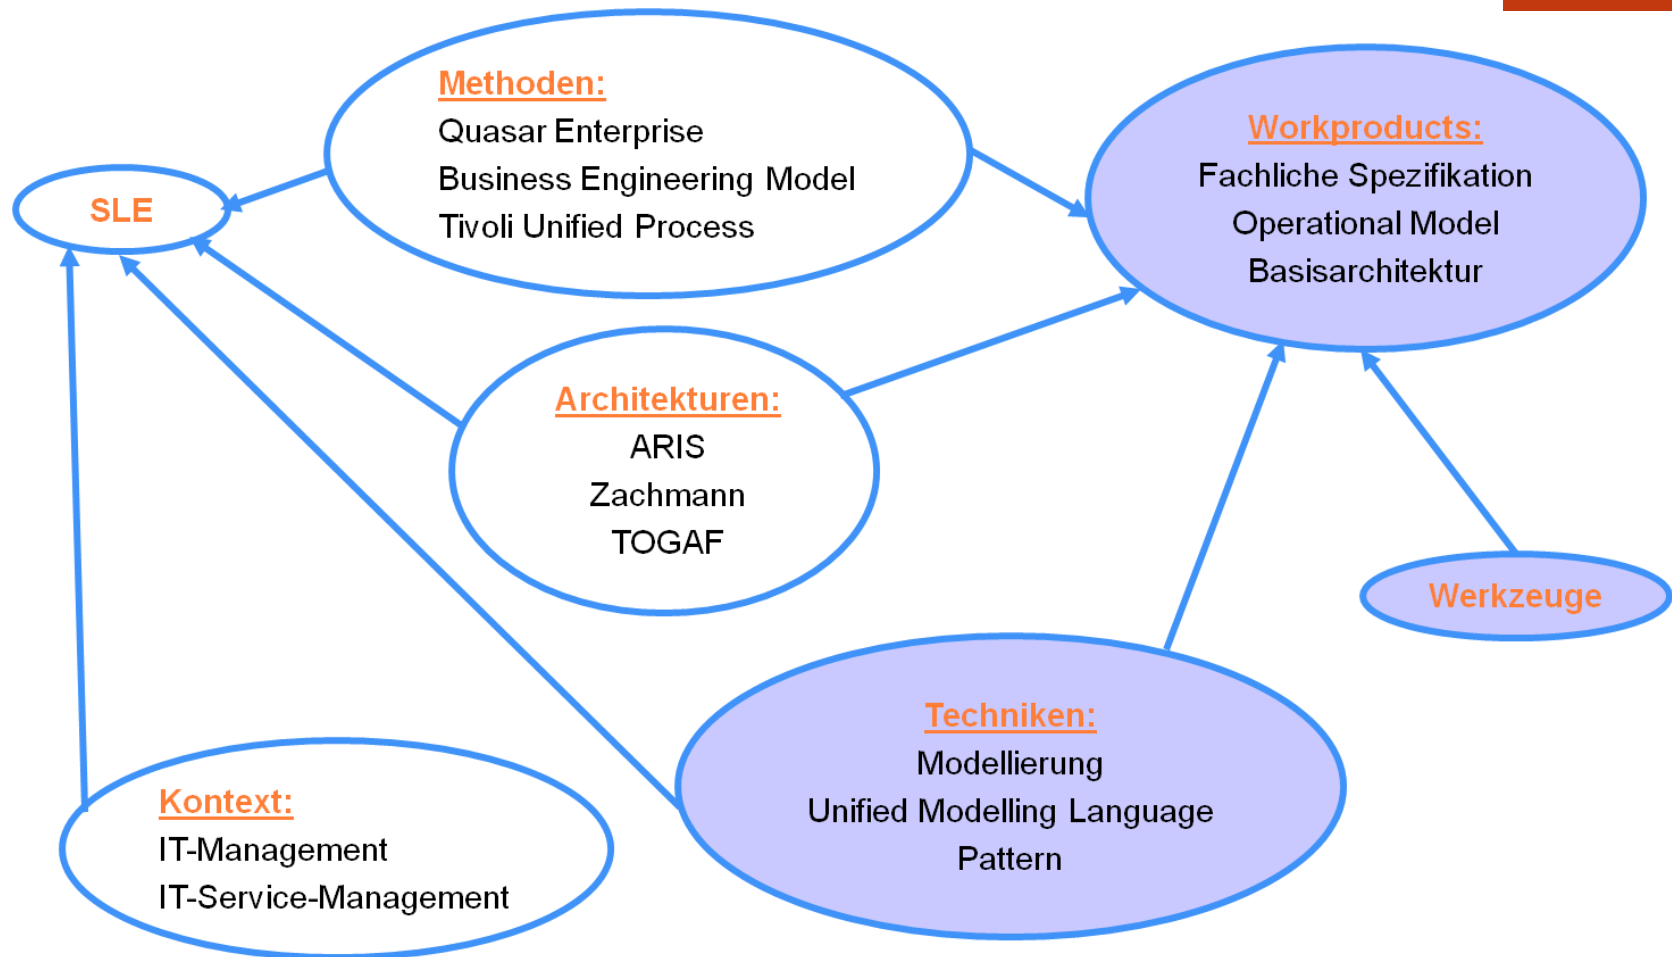 Methoden:
Quasar Enterprise
Business Engineering Model
Tivoli Unified Process
Workproducts:
Fachliche Spezifikation
Operational Model
Basisarchitektur
SLE
Architekturen:
ARIS
Zachmann
TOGAF
Werkzeuge
Techniken:
Modellierung
Unified Modelling Language
Pattern
Kontext:
IT-Management
IT-Service-Management